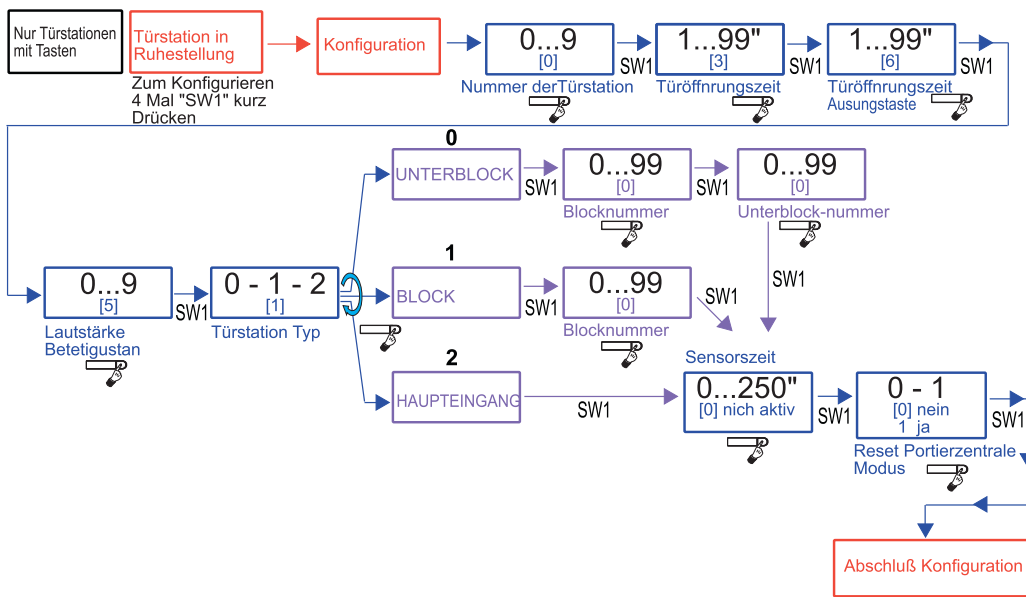 Nur Türstationen
mit Tasten
Türstation in
Ruhestellung
Zum Konfigurieren
4 Mal "SW1" kurz
Drücken
Konfiguration
0...9
[0]
Nummer derTürstation
SW1
1...99"
[3]
Türöffnrungszeit
SW1
1...99"
[6]
Türöffnrungszeit
Ausungstaste
SW1
0...9
[5]
Lautstärke
Betetigustan
SW1
0 - 1 - 2
[1]
Türstation Typ
0
UNTERBLOCK
SW1
0...99
[0]
Blocknummer
SW1
0...99
[0]
Unterblock-nummer
SW1
1
BLOCK
SW1
0...99
[0]
Blocknummer
SW1
2
HAUPTEINGANG
SW1
Sensorszeit
0...250"
[0] nich aktiv
SW1
0 - 1
[0] nein
1 ja
Reset Portierzentrale
Modus
SW1
Abschluß Konfiguration